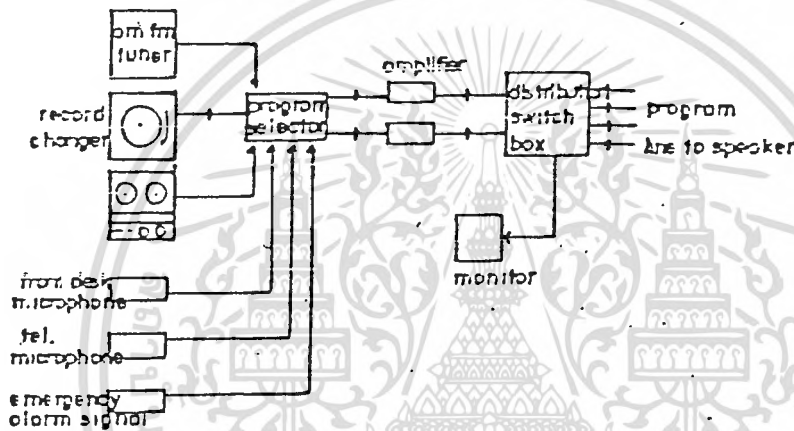 am fm
tuner
record
changer
program
selector
amplifier
distribution
switch
box
program
line to speaker
monitor
front desk
microphone
tel.
microphone
emergency
alarm signal